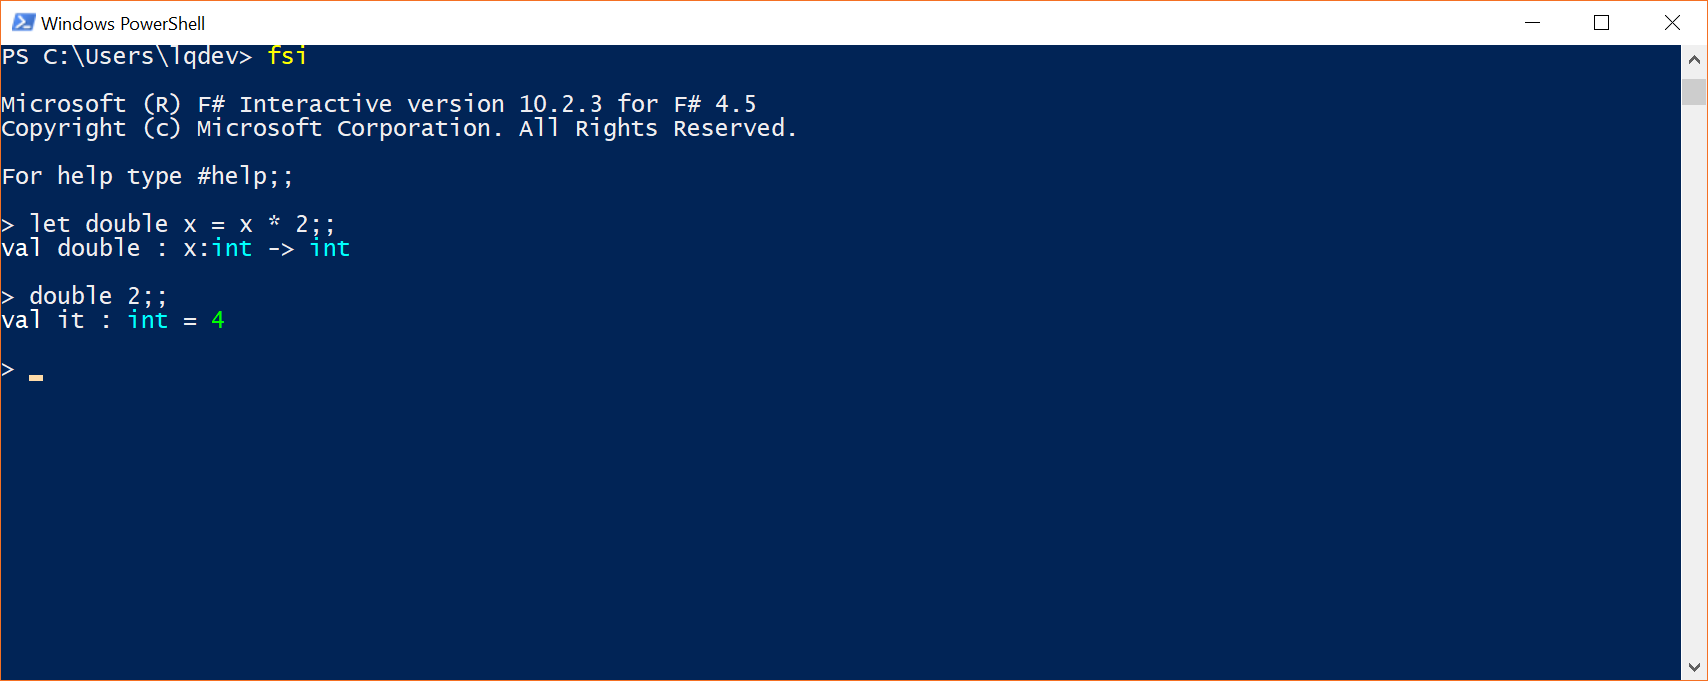 Windows PowerShell
PS C:\Users\lqdev> fsi
Microsoft (R) F# Interactive version 10.2.3 for F# 4.5
Copyright (c) Microsoft Corporation. All Rights Reserved.
For help type #help;;
> let double x = x * 2;;
val double : x:int -> int
> double 2;;
val it : int = 4
>